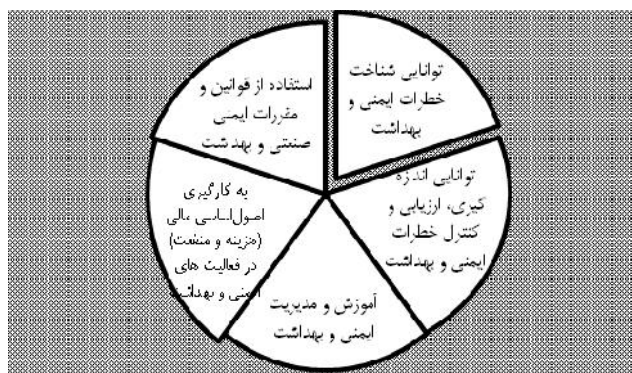 توانایی شناخت
خطرات ایمنی و
بهداشت
توانایی اندازه
گیری، ارزیابی و
کنترل خطرات
ایمنی و بهداشت
آموزش و مدیریت
ایمنی و بهداشت
به کارگیری
اصول اساسی مالی
(هزینه و منفعت)
در فعالیت های
ایمنی و بهداشت
استفاده از قوانین و
مقررات ایمنی
صنعتی و بهداشت